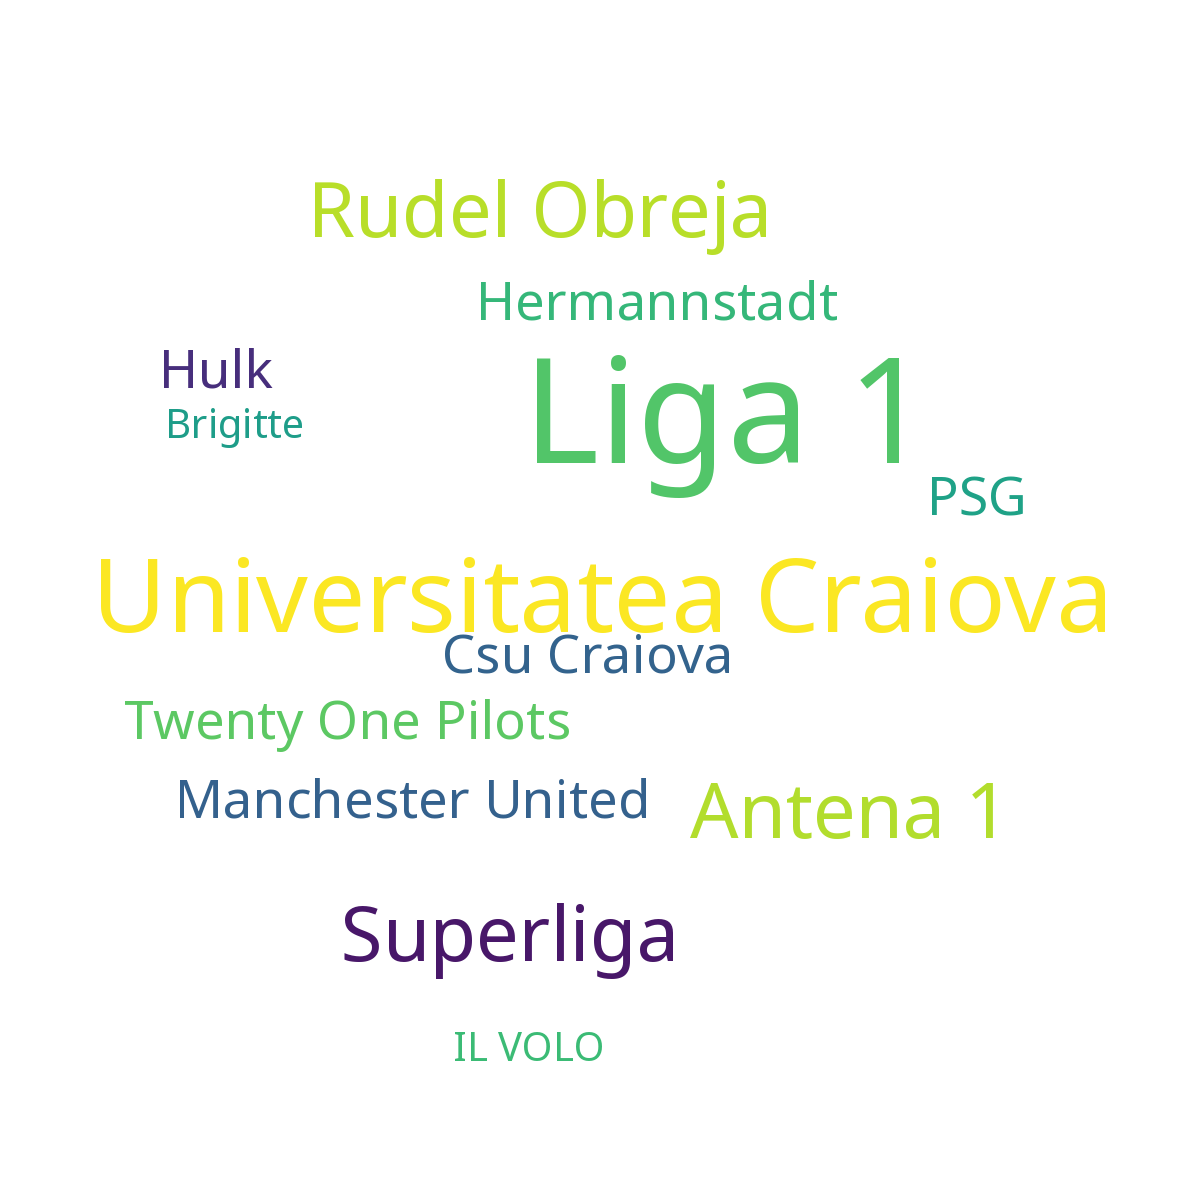 Rudel Obreja
Hermannstadt
Hulk
Liga 1
Brigitte
PSG
Universitatea Craiova
Csu Craiova
Twenty One Pilots
Manchester United
Antena 1
Superliga
IL VOLO